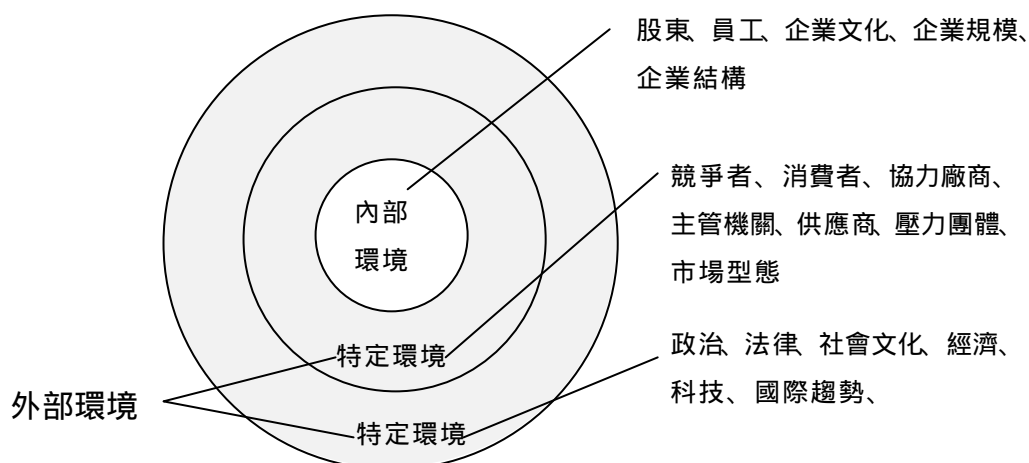 股東、員工、企業文化、企業規模、
企業結構
競爭者、消費者、協力廠商、
主管機關、供應商、壓力團體、
市場型態
內部
環境
特定環境
政治、法律、社會文化、經濟、
科技、國際趨勢、
外部環境
特定環境